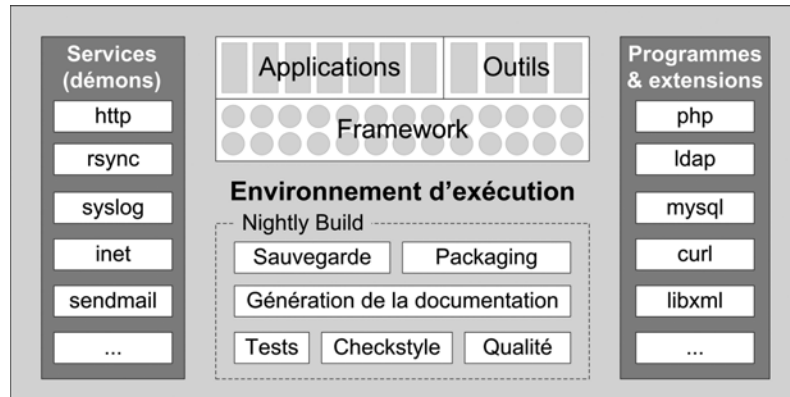 Services
(démons)
http
rsync
syslog
inet
sendmail
...
Applications
Outils
Framework
Environnement d'exécution
Nightly Build
Sauvegarde
Packaging
Génération de la documentation
Tests
Checkstyle
Qualité
Programmes
& extensions
php
ldap
mysql
curl
libxml
...